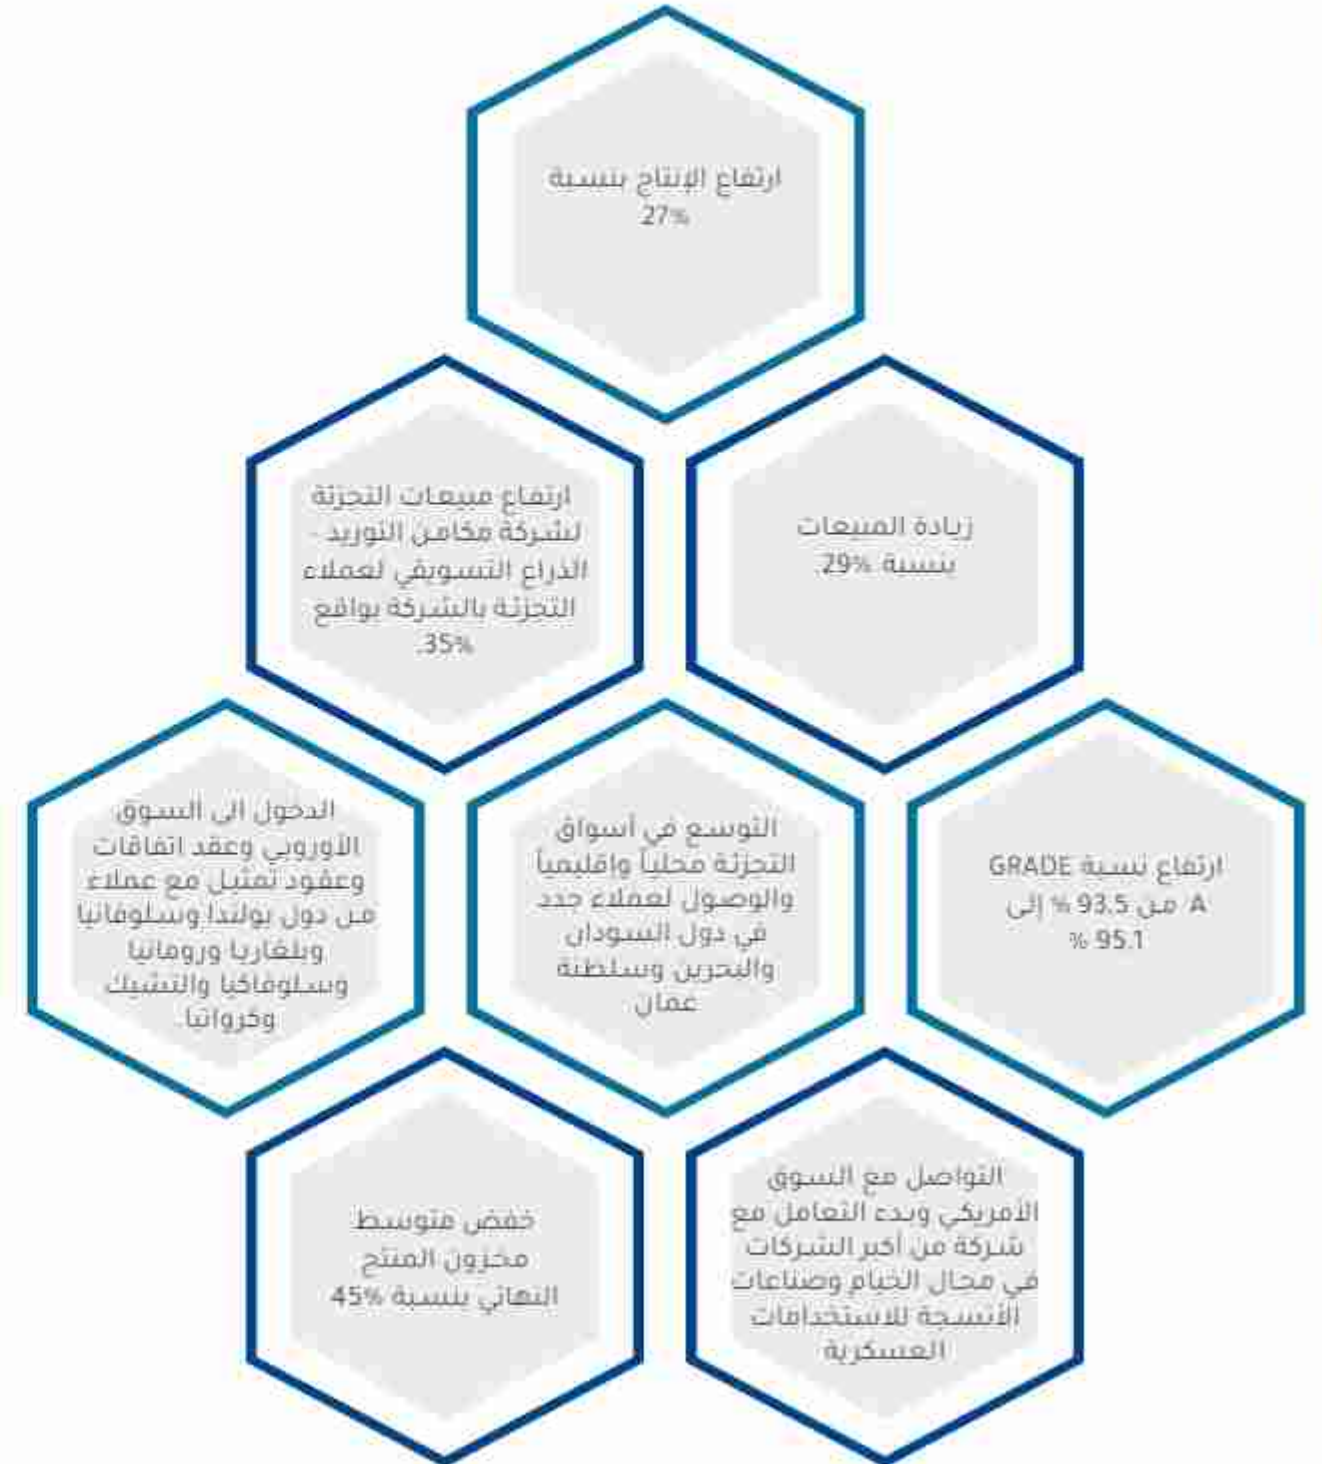 ارتفاع الإنتاج بنسبة
27%
زيادة المبيعات
بنسبة 29%.
ارتفاع مبيعات التجزئة
لشركة مكامن التوريد -
الذراع التسويقي لعملاء
التجزئة بالشركة بواقع
35%.
ارتفاع نسبة GRADE
A من 93.5 % إلى
95.1 %
التوسع في أسواق
التجزئة محلياً وإقليمياً
والوصول لعملاء جدد
في دول السودان
والبحرين وسلطنة
عمان
الدخول الى السوق
الأوروبي وعقد اتفاقات
وعقود تمثيل مع عملاء
من دول بولندا وسلوفانيا
وبلغاريا ورومانيا
وسلوفاكيا والتشيك
وكرواتيا.
التواصل مع السوق
الأمريكي وبدء التعامل مع
شركة من أكبر الشركات
في مجال الخيام وصناعات
الأنسجة للاستخدامات
العسكرية
خفض متوسط
مخزون المنتج
النهائي بنسبة 45%